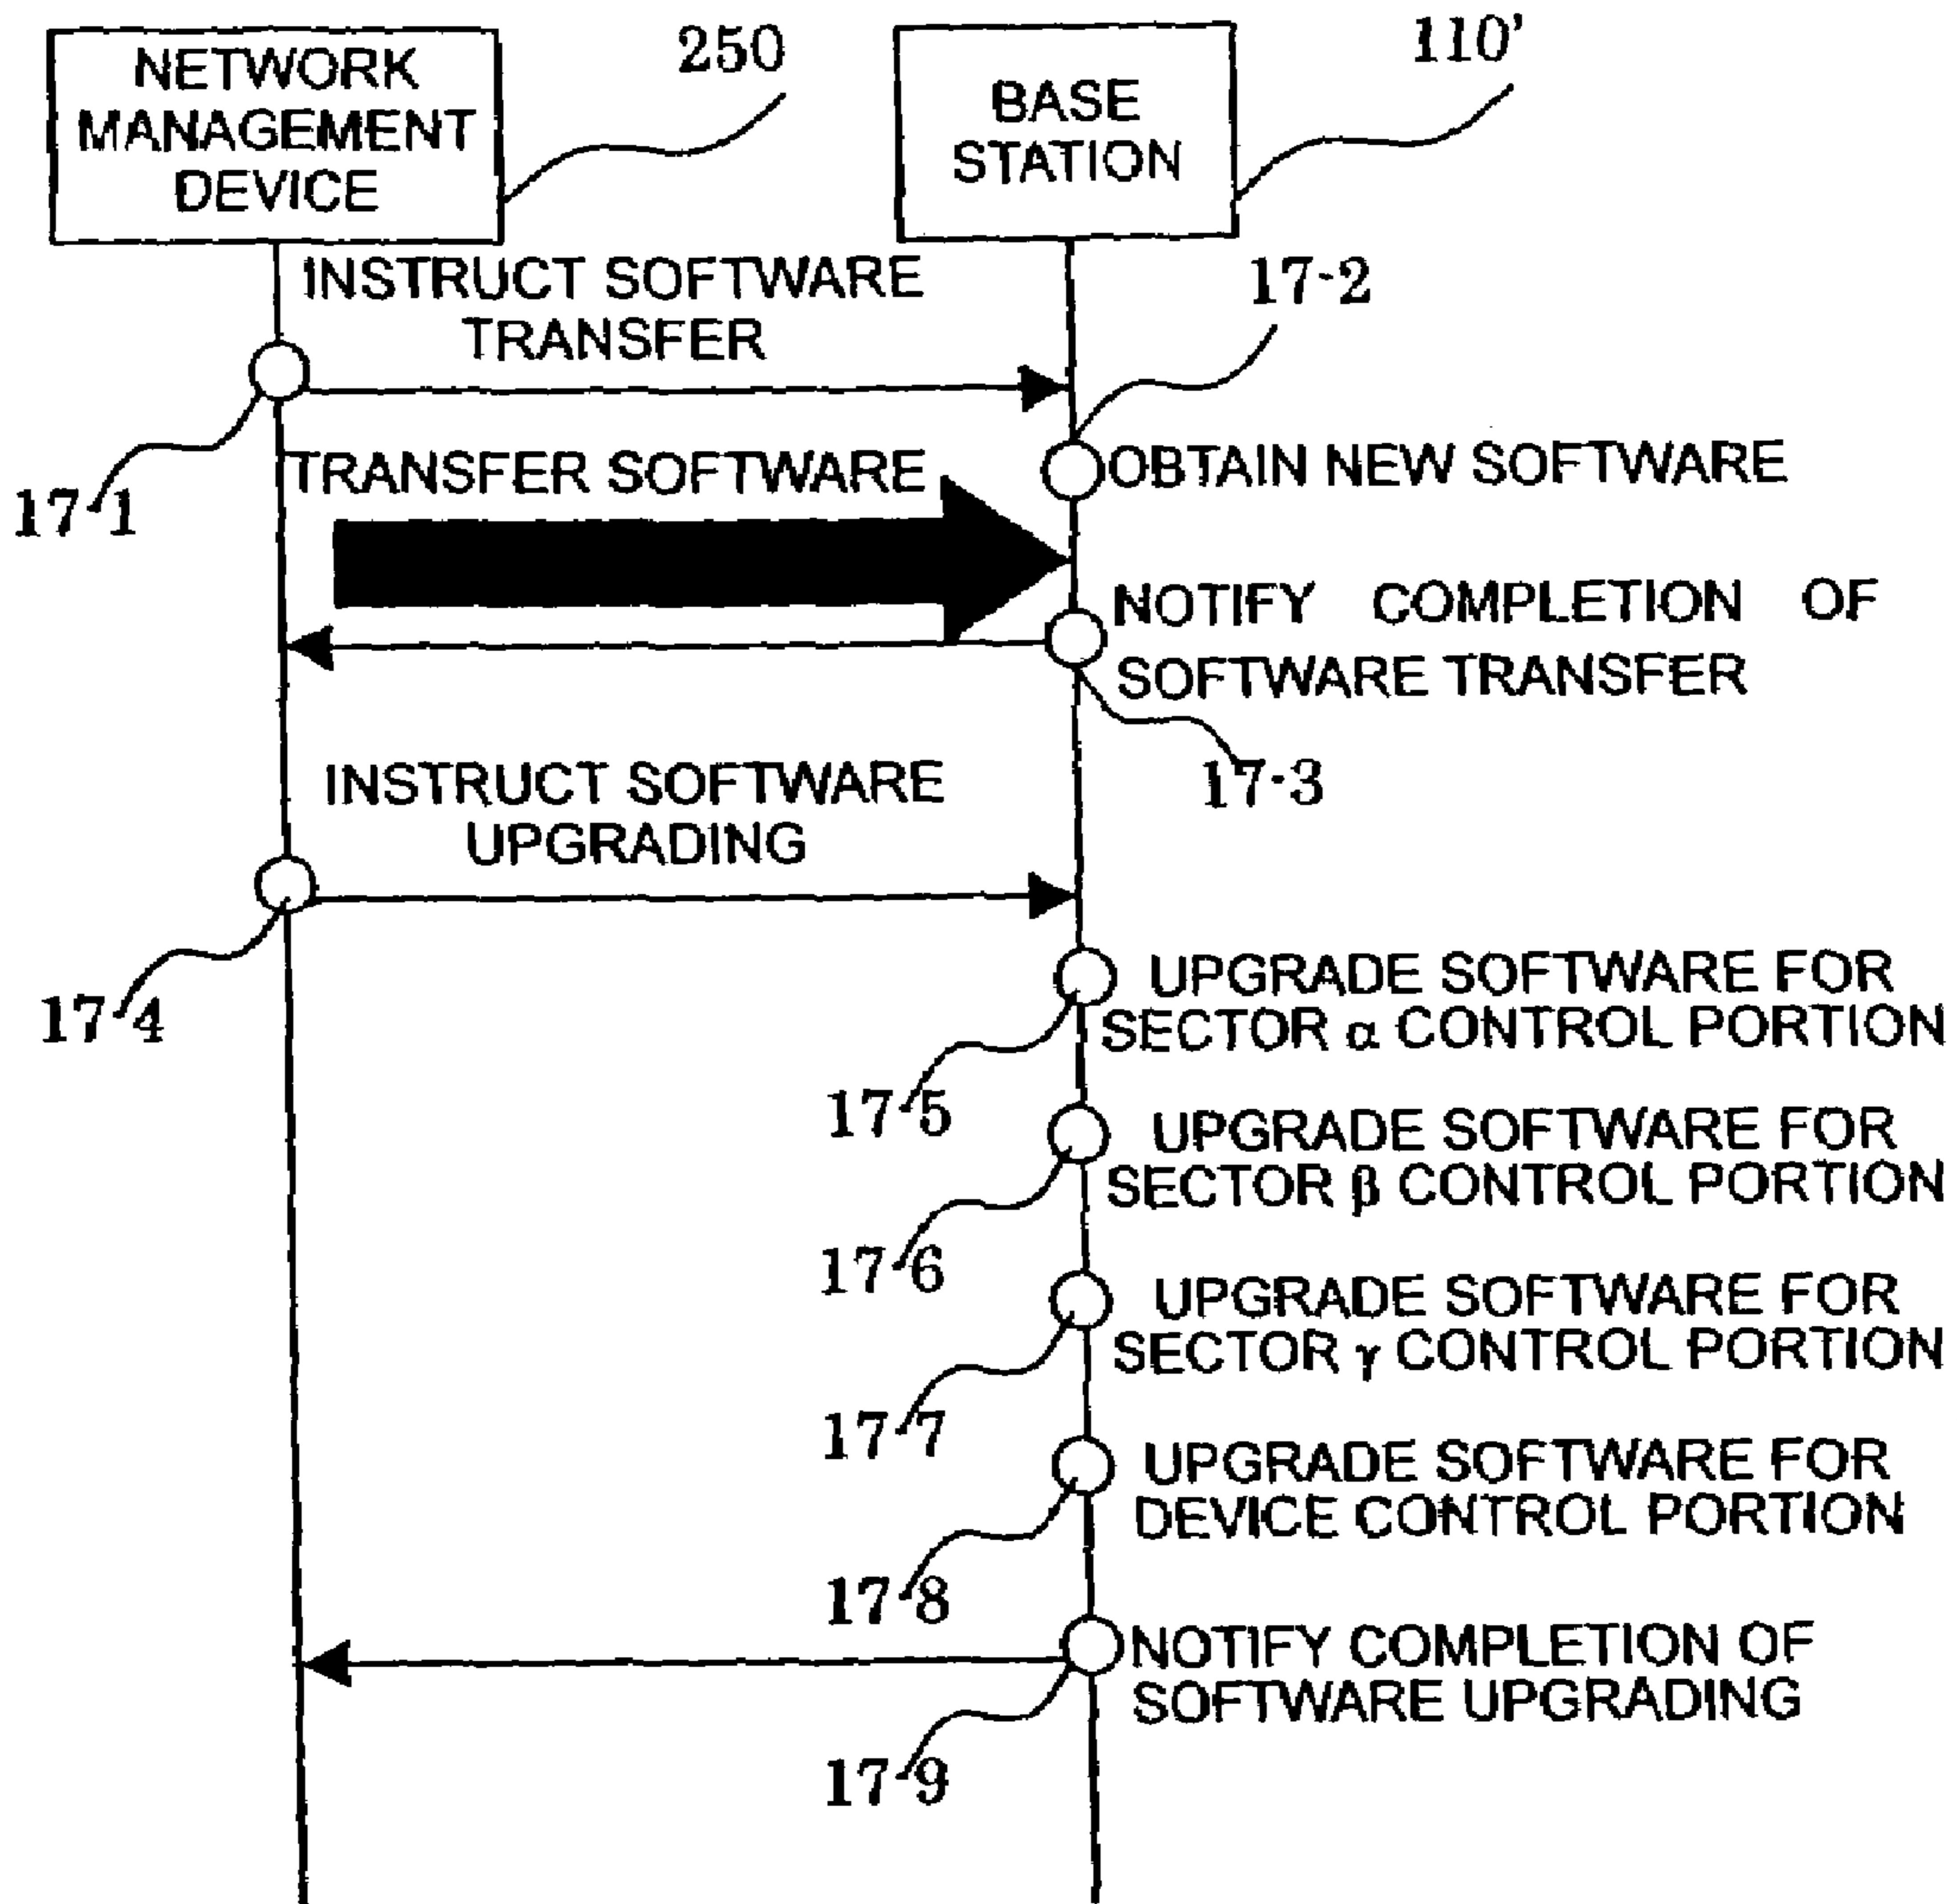 NETWORK
MANAGEMENT
DEVICE
250
BASE
STATION
110'
INSTRUCT SOFTWARE
TRANSFER
17-2
17-1
TRANSFER SOFTWARE
OBTAIN NEW SOFTWARE
NOTIFY COMPLETION OF
SOFTWARE TRANSFER
17-3
INSTRUCT SOFTWARE
UPGRADING
17-4
UPGRADE SOFTWARE FOR
SECTOR α CONTROL PORTION
17-5
UPGRADE SOFTWARE FOR
SECTOR β CONTROL PORTION
17-6
UPGRADE SOFTWARE FOR
SECTOR γ CONTROL PORTION
17-7
UPGRADE SOFTWARE FOR
DEVICE CONTROL PORTION
17-8
NOTIFY COMPLETION OF
SOFTWARE UPGRADING
17-9